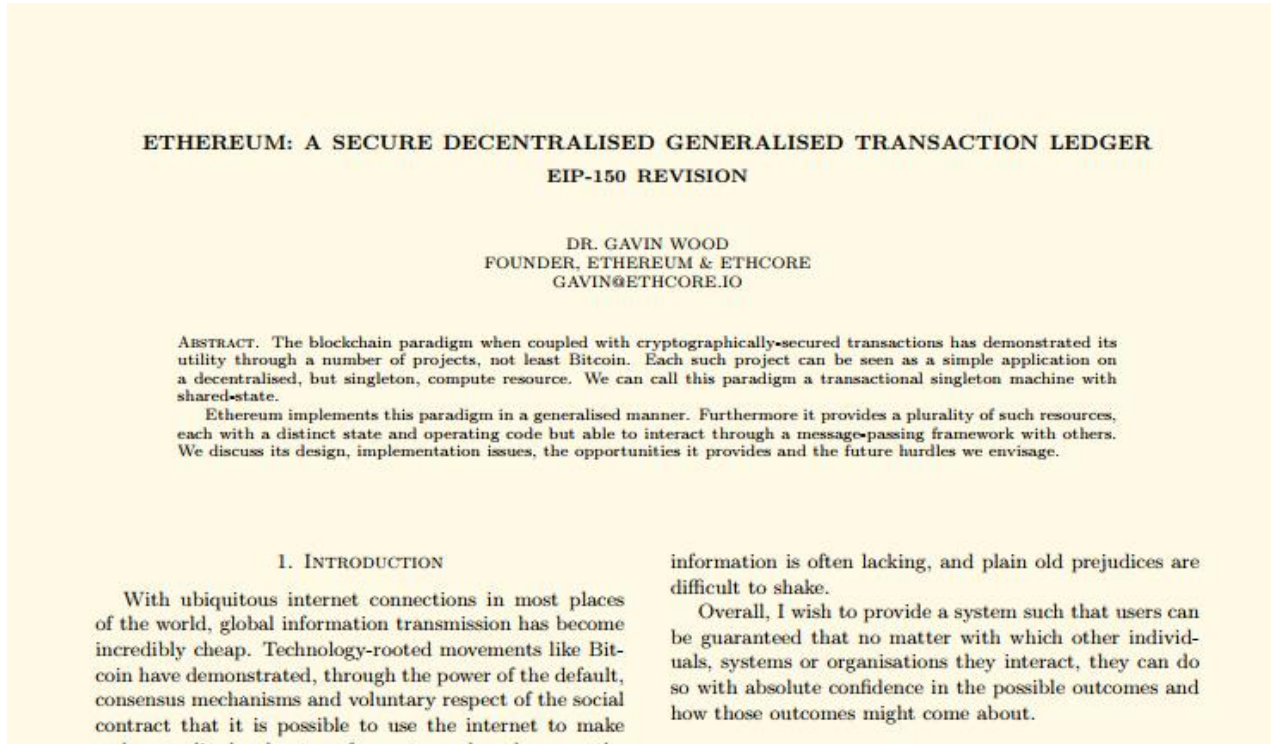 ETHEREUM: A SECURE DECENTRALISED GENERALISED TRANSACTION LEDGER
EIP-150 REVISION
DR. GAVIN WOOD
FOUNDER, ETHEREUM & ETHCORE
GAVIN@ETHCORE.IO
ABSTRACT. The blockchain paradigm when coupled with cryptographically-secured transactions has demonstrated its
utility through a number of projects, not least Bitcoin. Each such project can be seen as a simple application on
a decentralised, but singleton, compute resource. We can call this paradigm a transactional singleton machine with
shared-state.
Ethereum implements this paradigm in a generalised manner. Furthermore it provides a plurality of such resources,
each with a distinct state and operating code but able to interact through a message-passing framework with others.
We discuss its design, implementation issues, the opportunities it provides and the future hurdles we envisage.
1. INTRODUCTION
With ubiquitous internet connections in most places
of the world, global information transmission has become
incredibly cheap. Technology-rooted movements like Bit-
coin have demonstrated, through the power of the default,
consensus mechanisms and voluntary respect of the social
contract that it is possible to use the internet to make
information is often lacking, and plain old prejudices are
difficult to shake.
Overall, I wish to provide a system such that users can
be guaranteed that no matter with which other individ-
uals, systems or organisations they interact, they can do
so with absolute confidence in the possible outcomes and
how those outcomes might come about.